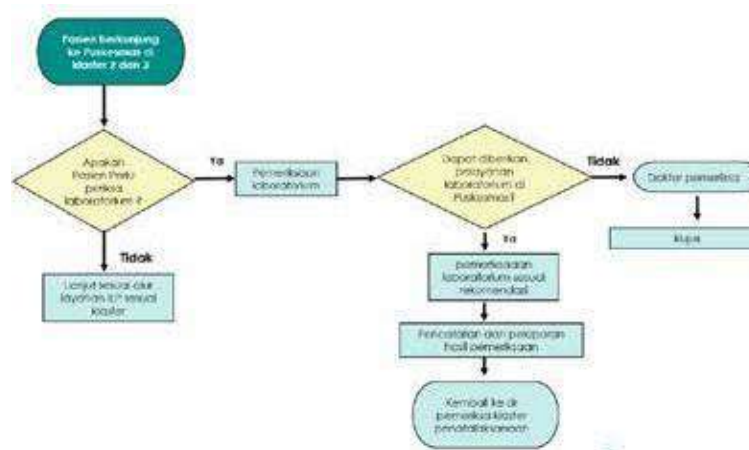 Pasien berkunjung
ke Puskesmas di
klaster 2 dan 3
Apakah
Pasien Perlu
periksa
laboratorium ?
Ya
Pemeriksaan
laboratorium
Dapat diberikan
pelayanan
laboratorium di
Puskesmas?
Tidak
Dokter pemeriksa
Rujuk
Tidak
Lanjut sesuai alur
layanan ILP sesuai
klaster
Ya
pemeriksaan
laboratorium sesuai
rekomendasi
Pencatatan dan pelaporan
hasil pemeriksaan
Kembali ke dr
pemeriksa klaster
penatalaksanaan